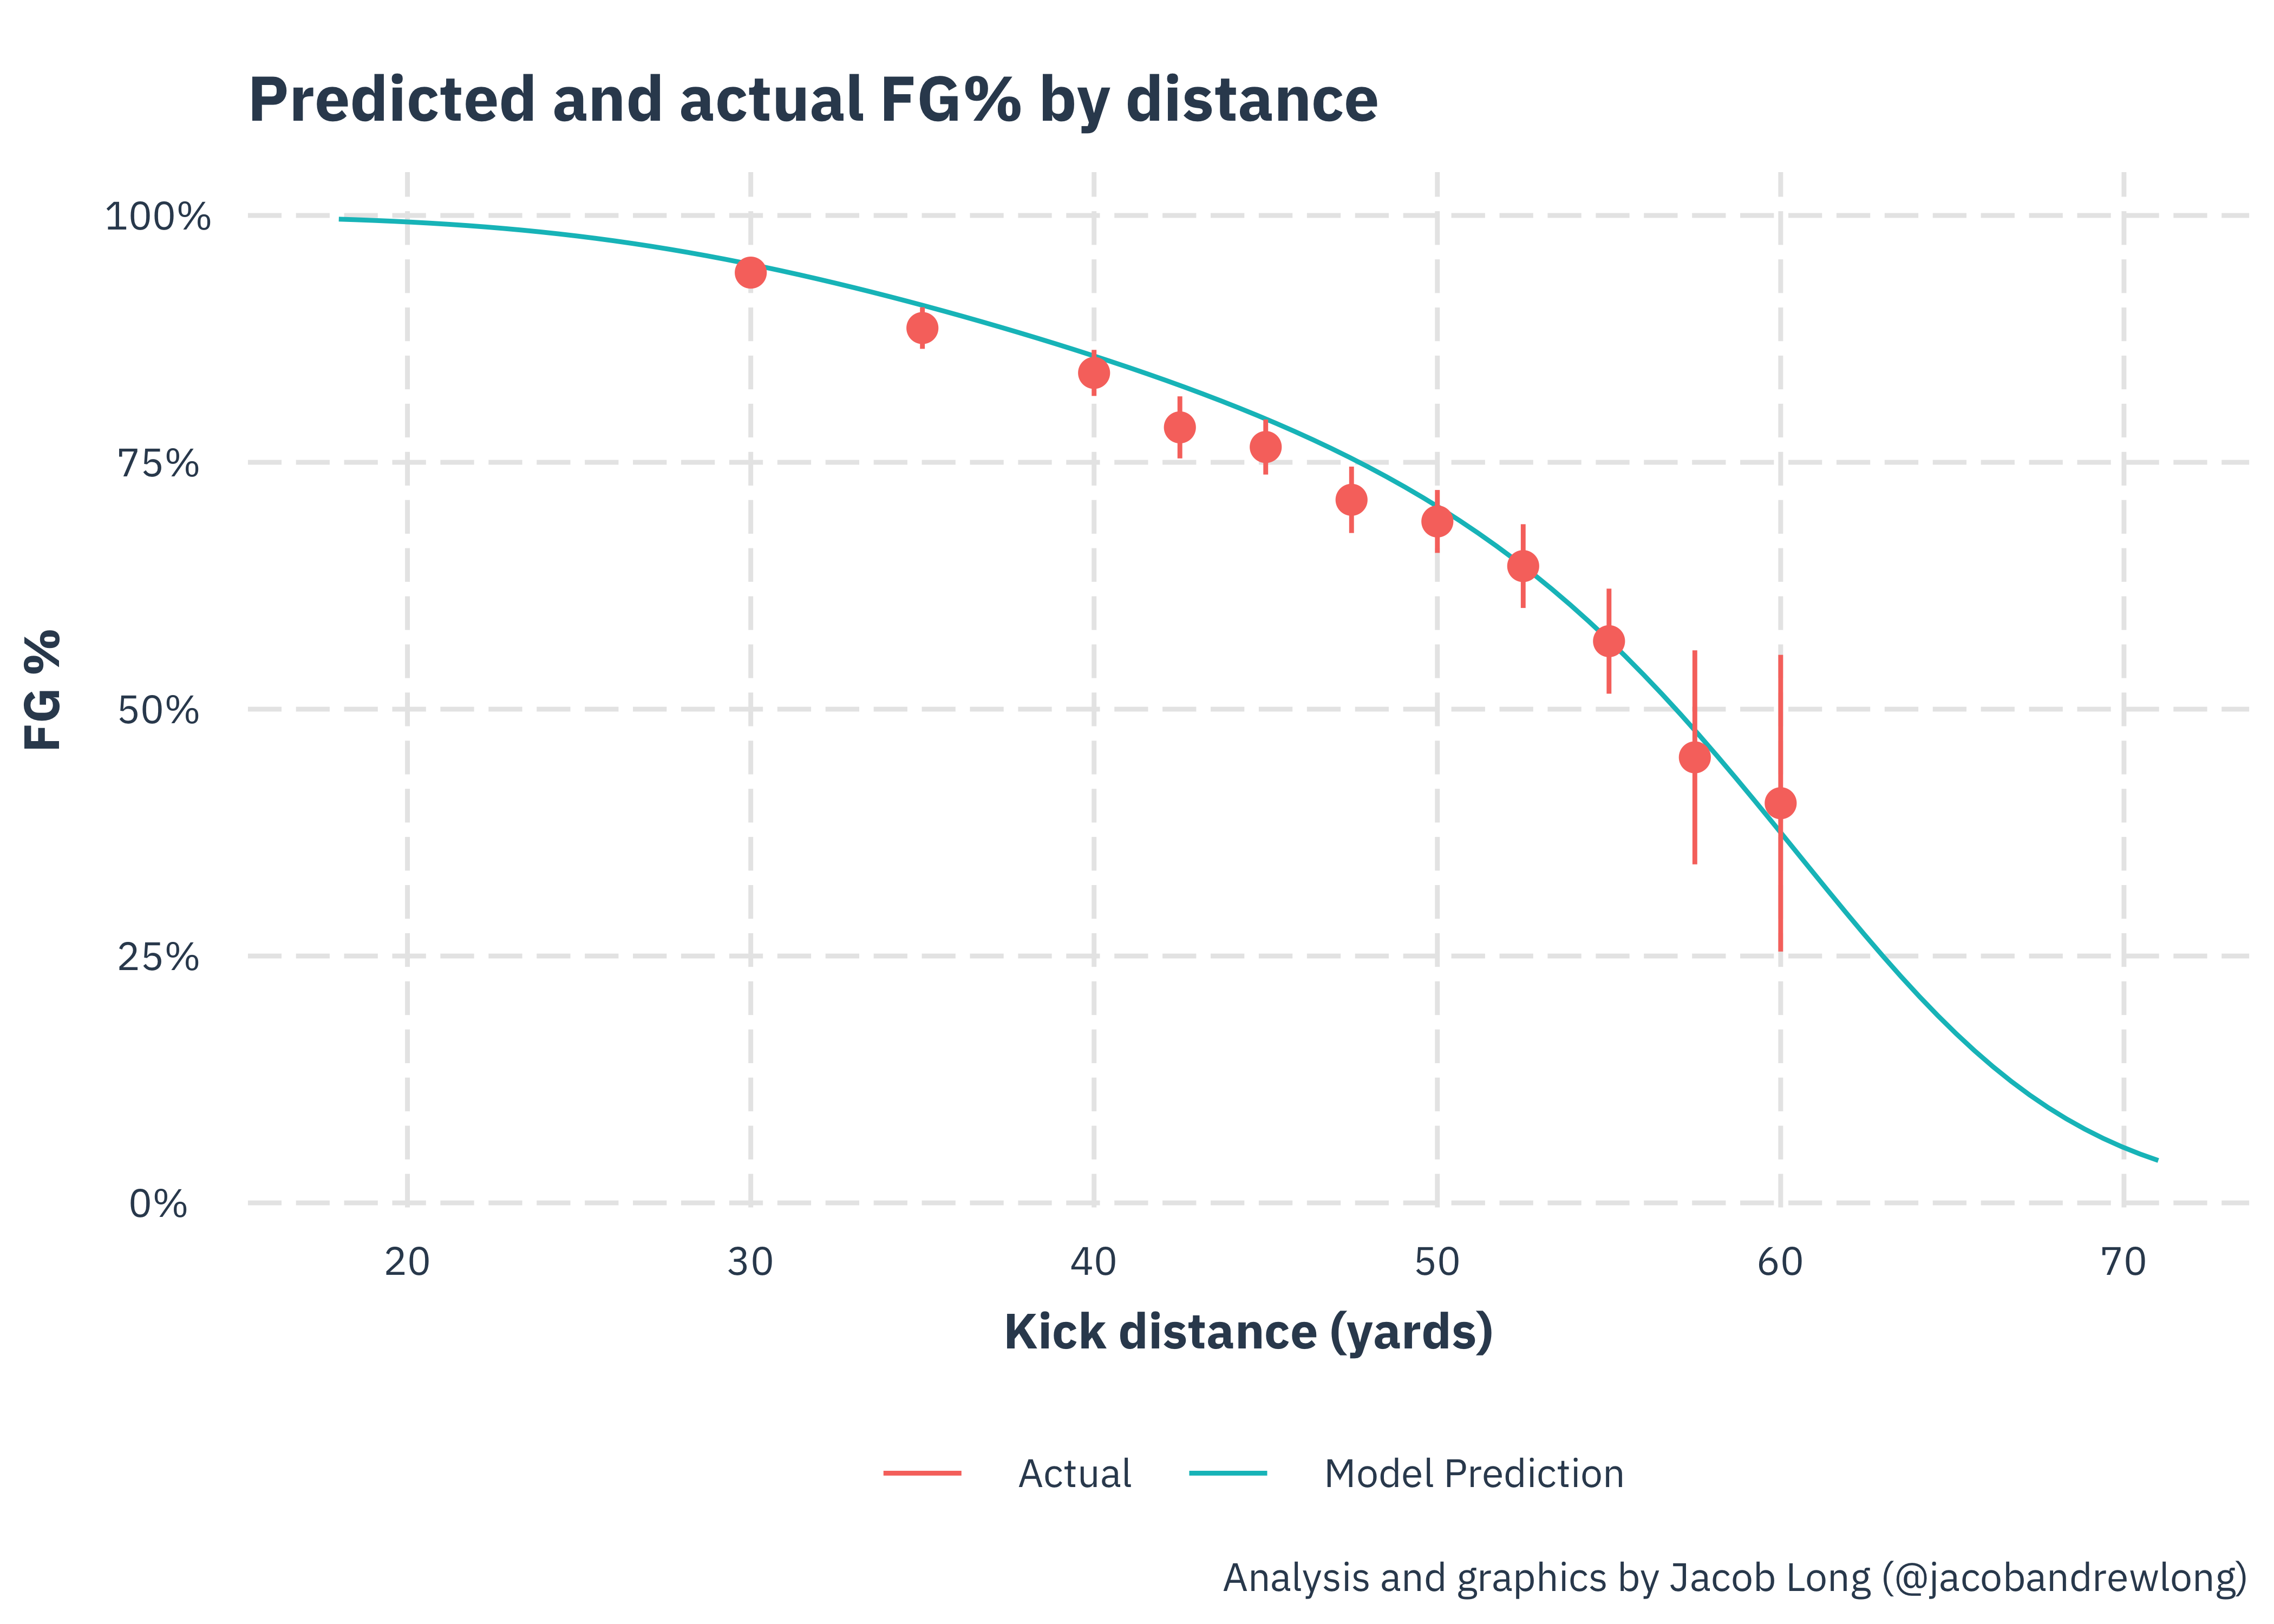 Predicted and actual FG% by distance
100%
75%
50%
25%
0%
FG %
20 30 40 50 60 70
Kick distance (yards)
Actual Model Prediction
Analysis and graphics by Jacob Long (@jacobandrewlong)